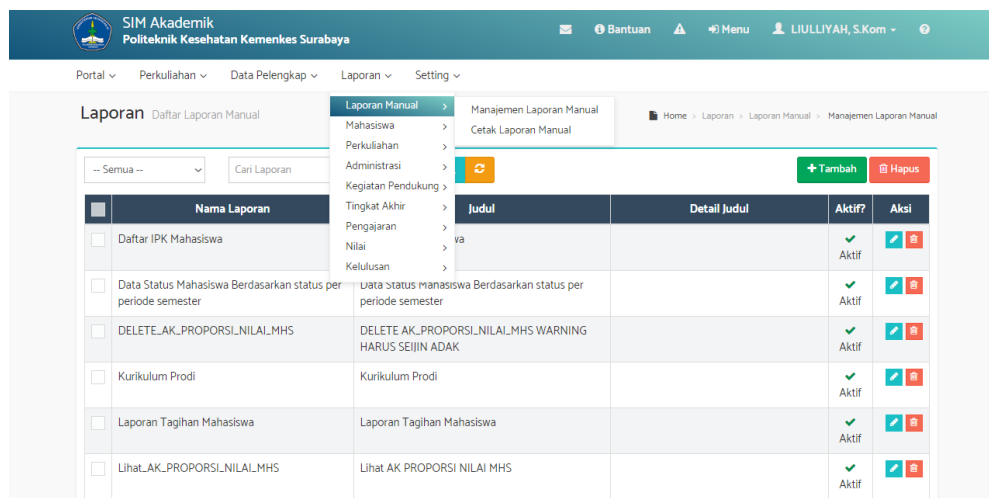 SIM Akademik
Politeknik Kesehatan Kemenkes Surabaya
Bantuan Menu LIULLIYAH, S.Kom
Portal Perkuliahan Data Pelengkap Laporan Setting
Laporan Daftar Laporan Manual
Home > Laporan > Laporan Manual > Manajemen Laporan Manual
Laporan Manual >
Mahasiswa >
Perkuliahan >
Administrasi >
Kegiatan Pendukung >
Tingkat Akhir >
Pengajaran >
Nilai >
Kelulusan >
Manajemen Laporan Manual
Cetak Laporan Manual
-- Semua -- Cari Laporan Tambah Hapus
Nama Laporan Judul Detail Judul Aktif? Aksi
Daftar IPK Mahasiswa
Aktif
Data Status Mahasiswa Berdasarkan status per
periode semester
Data Status Mahasiswa Berdasarkan status per
periode semester
Aktif
DELETE_AK_PROPORSI_NILAI_MHS
DELETE AK_PROPORSI_NILAI_MHS WARNING
HARUS SEIJIN ADAK
Aktif
Kurikulum Prodi Kurikulum Prodi
Aktif
Laporan Tagihan Mahasiswa Laporan Tagihan Mahasiswa
Aktif
Lihat_AK_PROPORSI_NILAI_MHS Lihat AK PROPORSI NILAI MHS
Aktif